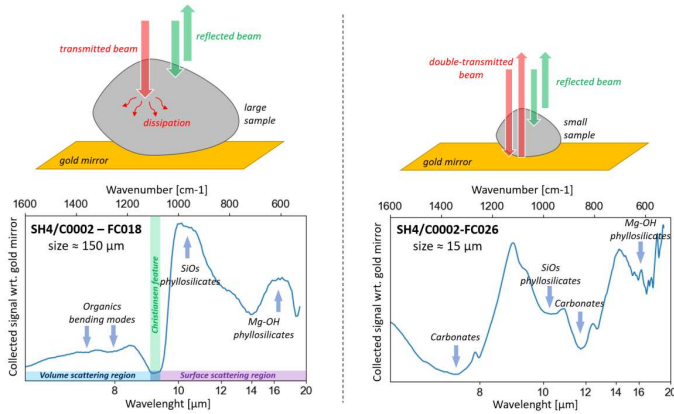 transmitted beam
reflected beam
large
sample
dissipation
gold mirror
Wavenumber [cm-1]
1600 1400 1200 1000 800 600
Collected signal wrt. gold mirror
SH4/C0002 – FC018
size ≈ 150 µm
Christiansen feature
SiOs
phyllosilicates
Organics
bending modes
Mg-OH
phyllosilicates
Volume scattering region
Surface scattering region
8 10 12 14 16 20
Wavelenght [µm]
double-transmitted
beam
reflected beam
small
sample
gold mirror
Wavenumber [cm-1]
1600 1400 1200 1000 800 600
Collected signal wrt. gold mirror
SH4/C0002-FC026
size ≈ 15 µm
Mg-OH
phyllosilicates
SiOs
phyllosilicates
Carbonates
Carbonates
8 10 12 14 16 20
Wavelenght [µm]